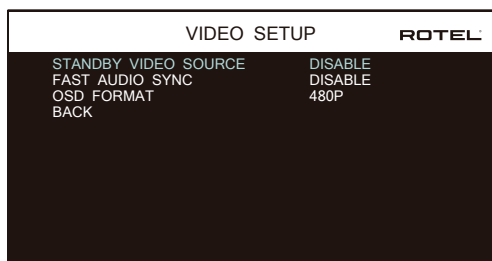 VIDEO SETUP ROTEL
STANDBY VIDEO SOURCE DISABLE
FAST AUDIO SYNC DISABLE
OSD FORMAT 480P
BACK